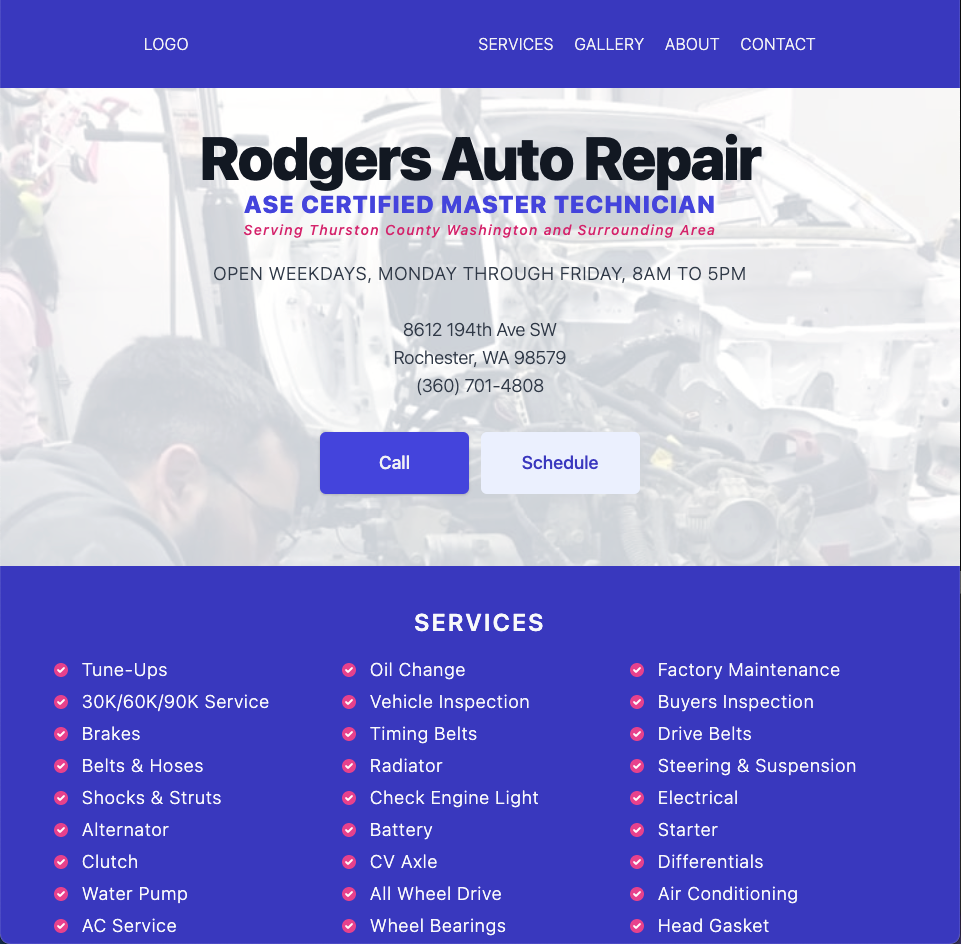 LOGO SERVICES GALLERY ABOUT CONTACT
Rodgers Auto Repair
ASE CERTIFIED MASTER TECHNICIAN
Serving Thurston County Washington and Surrounding Area
OPEN WEEKDAYS, MONDAY THROUGH FRIDAY, 8AM TO 5PM
8612 194th Ave SW
Rochester, WA 98579
(360) 701-4808
Call Schedule
SERVICES
Tune-Ups Oil Change Factory Maintenance
30K/60K/90K Service Vehicle Inspection Buyers Inspection
Brakes Timing Belts Drive Belts
Belts & Hoses Radiator Steering & Suspension
Shocks & Struts Check Engine Light Electrical
Alternator Battery Starter
Clutch CV Axle Differentials
Water Pump All Wheel Drive Air Conditioning
AC Service Wheel Bearings Head Gasket